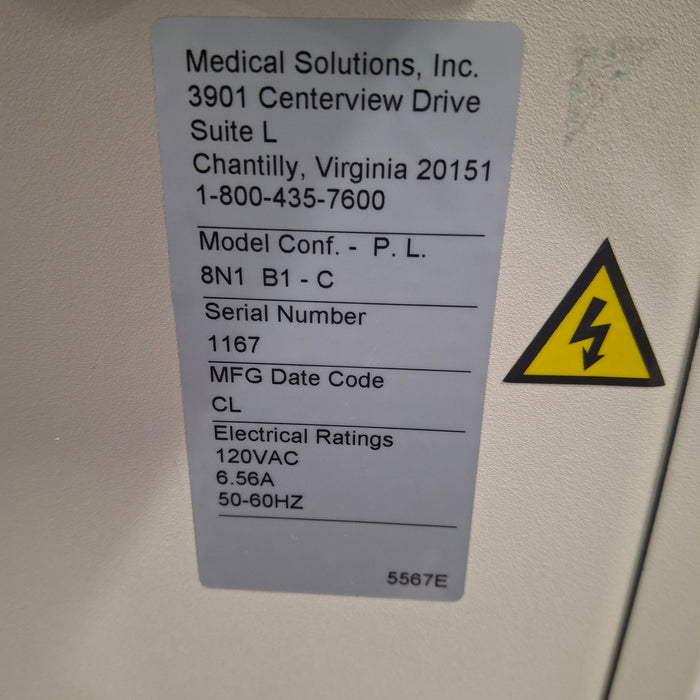 Medical Solutions, Inc.
3901 Centerview Drive
Suite L
Chantilly, Virginia 20151
1-800-435-7600
Model Conf. - P. L.
8N1 B1 - C
Serial Number
1167
MFG Date Code
CL
Electrical Ratings
120VAC
6.56A
50-60HZ
5567E